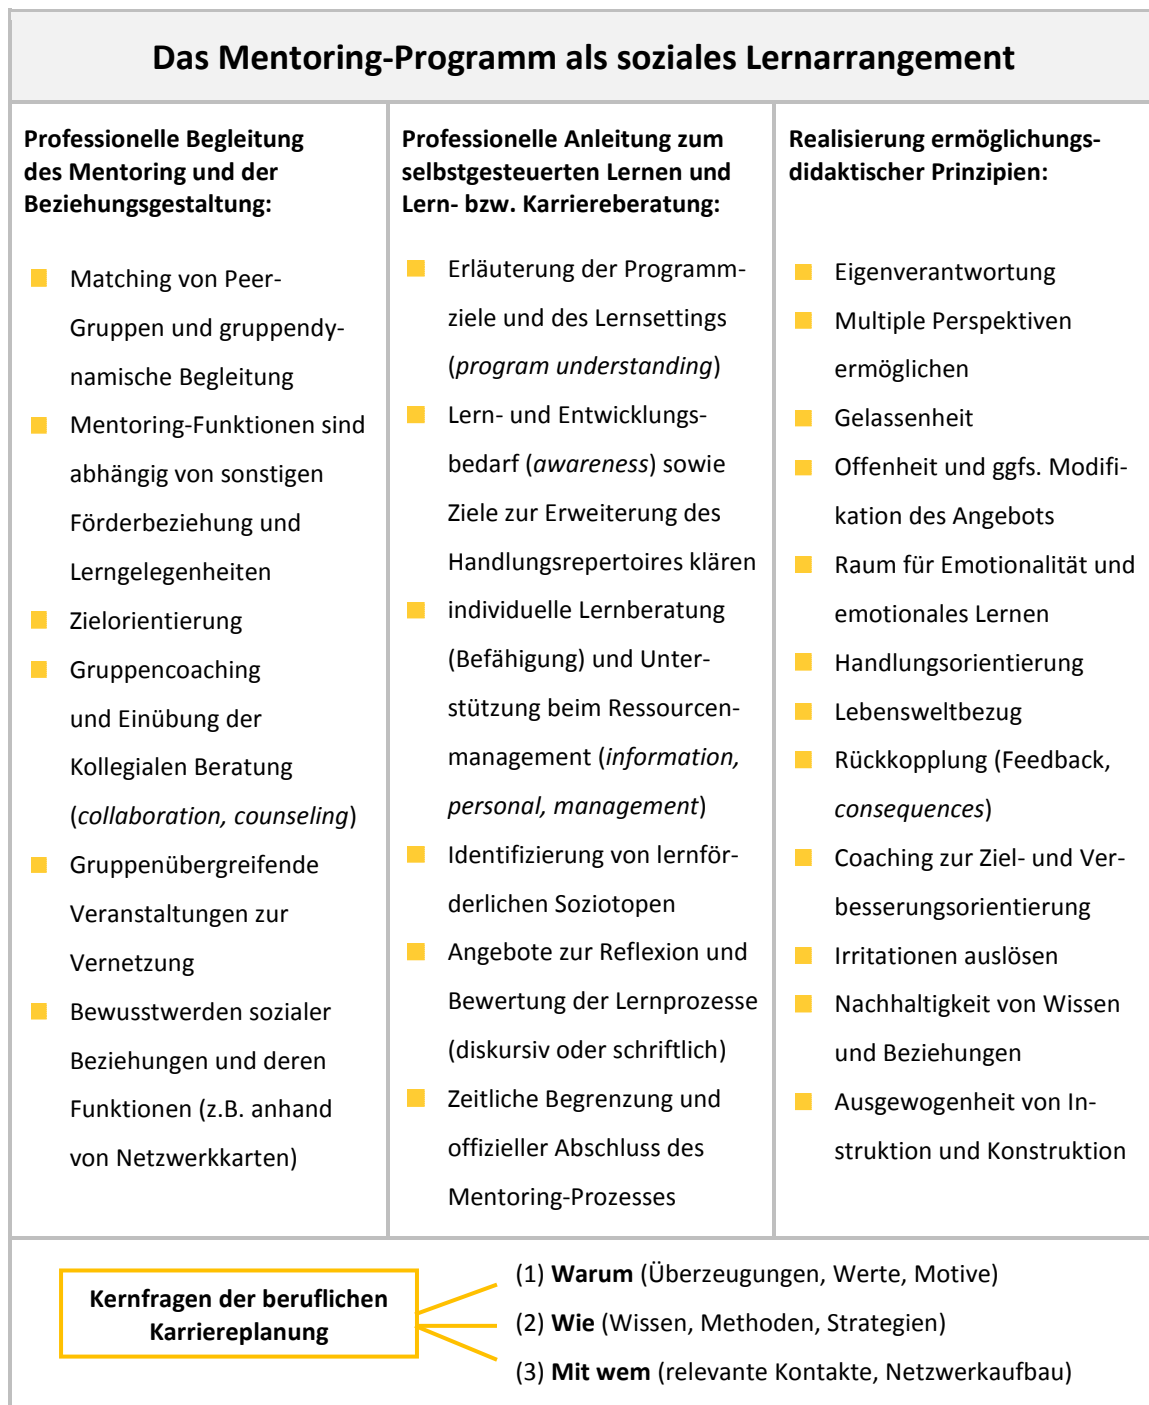 Das Mentoring-Programm als soziales Lernarrangement
Professionelle Begleitung
des Mentoring und der
Beziehungsgestaltung:
Matching von Peer-
Gruppen und gruppendy-
namische Begleitung
Mentoring-Funktionen sind
abhängig von sonstigen
Förderbeziehung und
Lerngelegenheiten
Zielorientierung
Gruppencoaching
und Einübung der
Kollegialen Beratung
(collaboration, counseling)
Gruppenübergreifende
Veranstaltungen zur
Vernetzung
Bewusstwerden sozialer
Beziehungen und deren
Funktionen (z.B. anhand
von Netzwerkkarten)
Professionelle Anleitung zum
selbstgesteuerten Lernen und
Lern- bzw. Karriereberatung:
Erläuterung der Programm-
ziele und des Lernsettings
(program understanding)
Lern- und Entwicklungs-
bedarf (awareness) sowie
Ziele zur Erweiterung des
Handlungsrepertoires klären
individuelle Lernberatung
(Befähigung) und Unter-
stützung beim Ressourcen-
management (information,
personal, management)
Identifizierung von lernför-
derlichen Soziotopen
Angebote zur Reflexion und
Bewertung der Lernprozesse
(diskursiv oder schriftlich)
Zeitliche Begrenzung und
offizieller Abschluss des
Mentoring-Prozesses
Realisierung ermöglichungs-
didaktischer Prinzipien:
Eigenverantwortung
Multiple Perspektiven
ermöglichen
Gelassenheit
Offenheit und ggfs. Modifi-
kation des Angebots
Raum für Emotionalität und
emotionales Lernen
Handlungsorientierung
Lebensweltbezug
Rückkopplung (Feedback,
consequences)
Coaching zur Ziel- und Ver-
besserungsorientierung
Irritationen auslösen
Nachhaltigkeit von Wissen
und Beziehungen
Ausgewogenheit von In-
struktion und Konstruktion
Kernfragen der beruflichen
Karriereplanung
(1) Warum (Überzeugungen, Werte, Motive)
(2) Wie (Wissen, Methoden, Strategien)
(3) Mit wem (relevante Kontakte, Netzwerkaufbau)